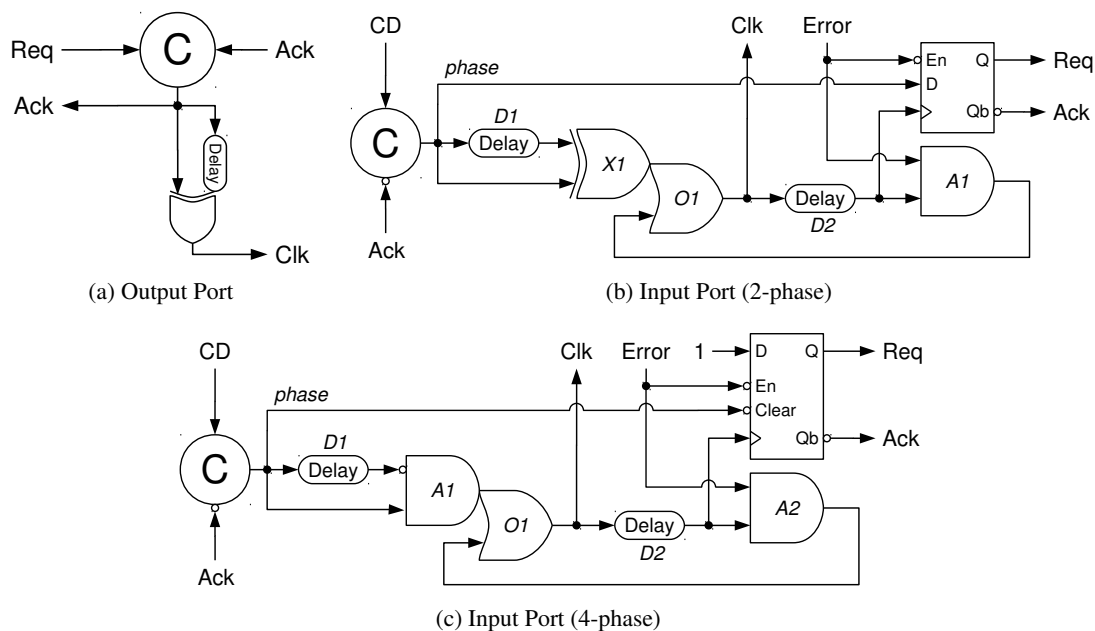 C
Req
Ack
Ack
Delay
Clk
(a) Output Port
CD
Clk
Error
phase
En
Q
Req
D
D1
Delay
C
X1
Qb
Ack
A1
O1
Delay
D2
Ack
(b) Input Port (2-phase)
CD
Clk
Error
1
D
Q
Req
phase
En
Clear
D1
Delay
C
A1
Qb
Ack
A2
O1
Delay
D2
Ack
(c) Input Port (4-phase)